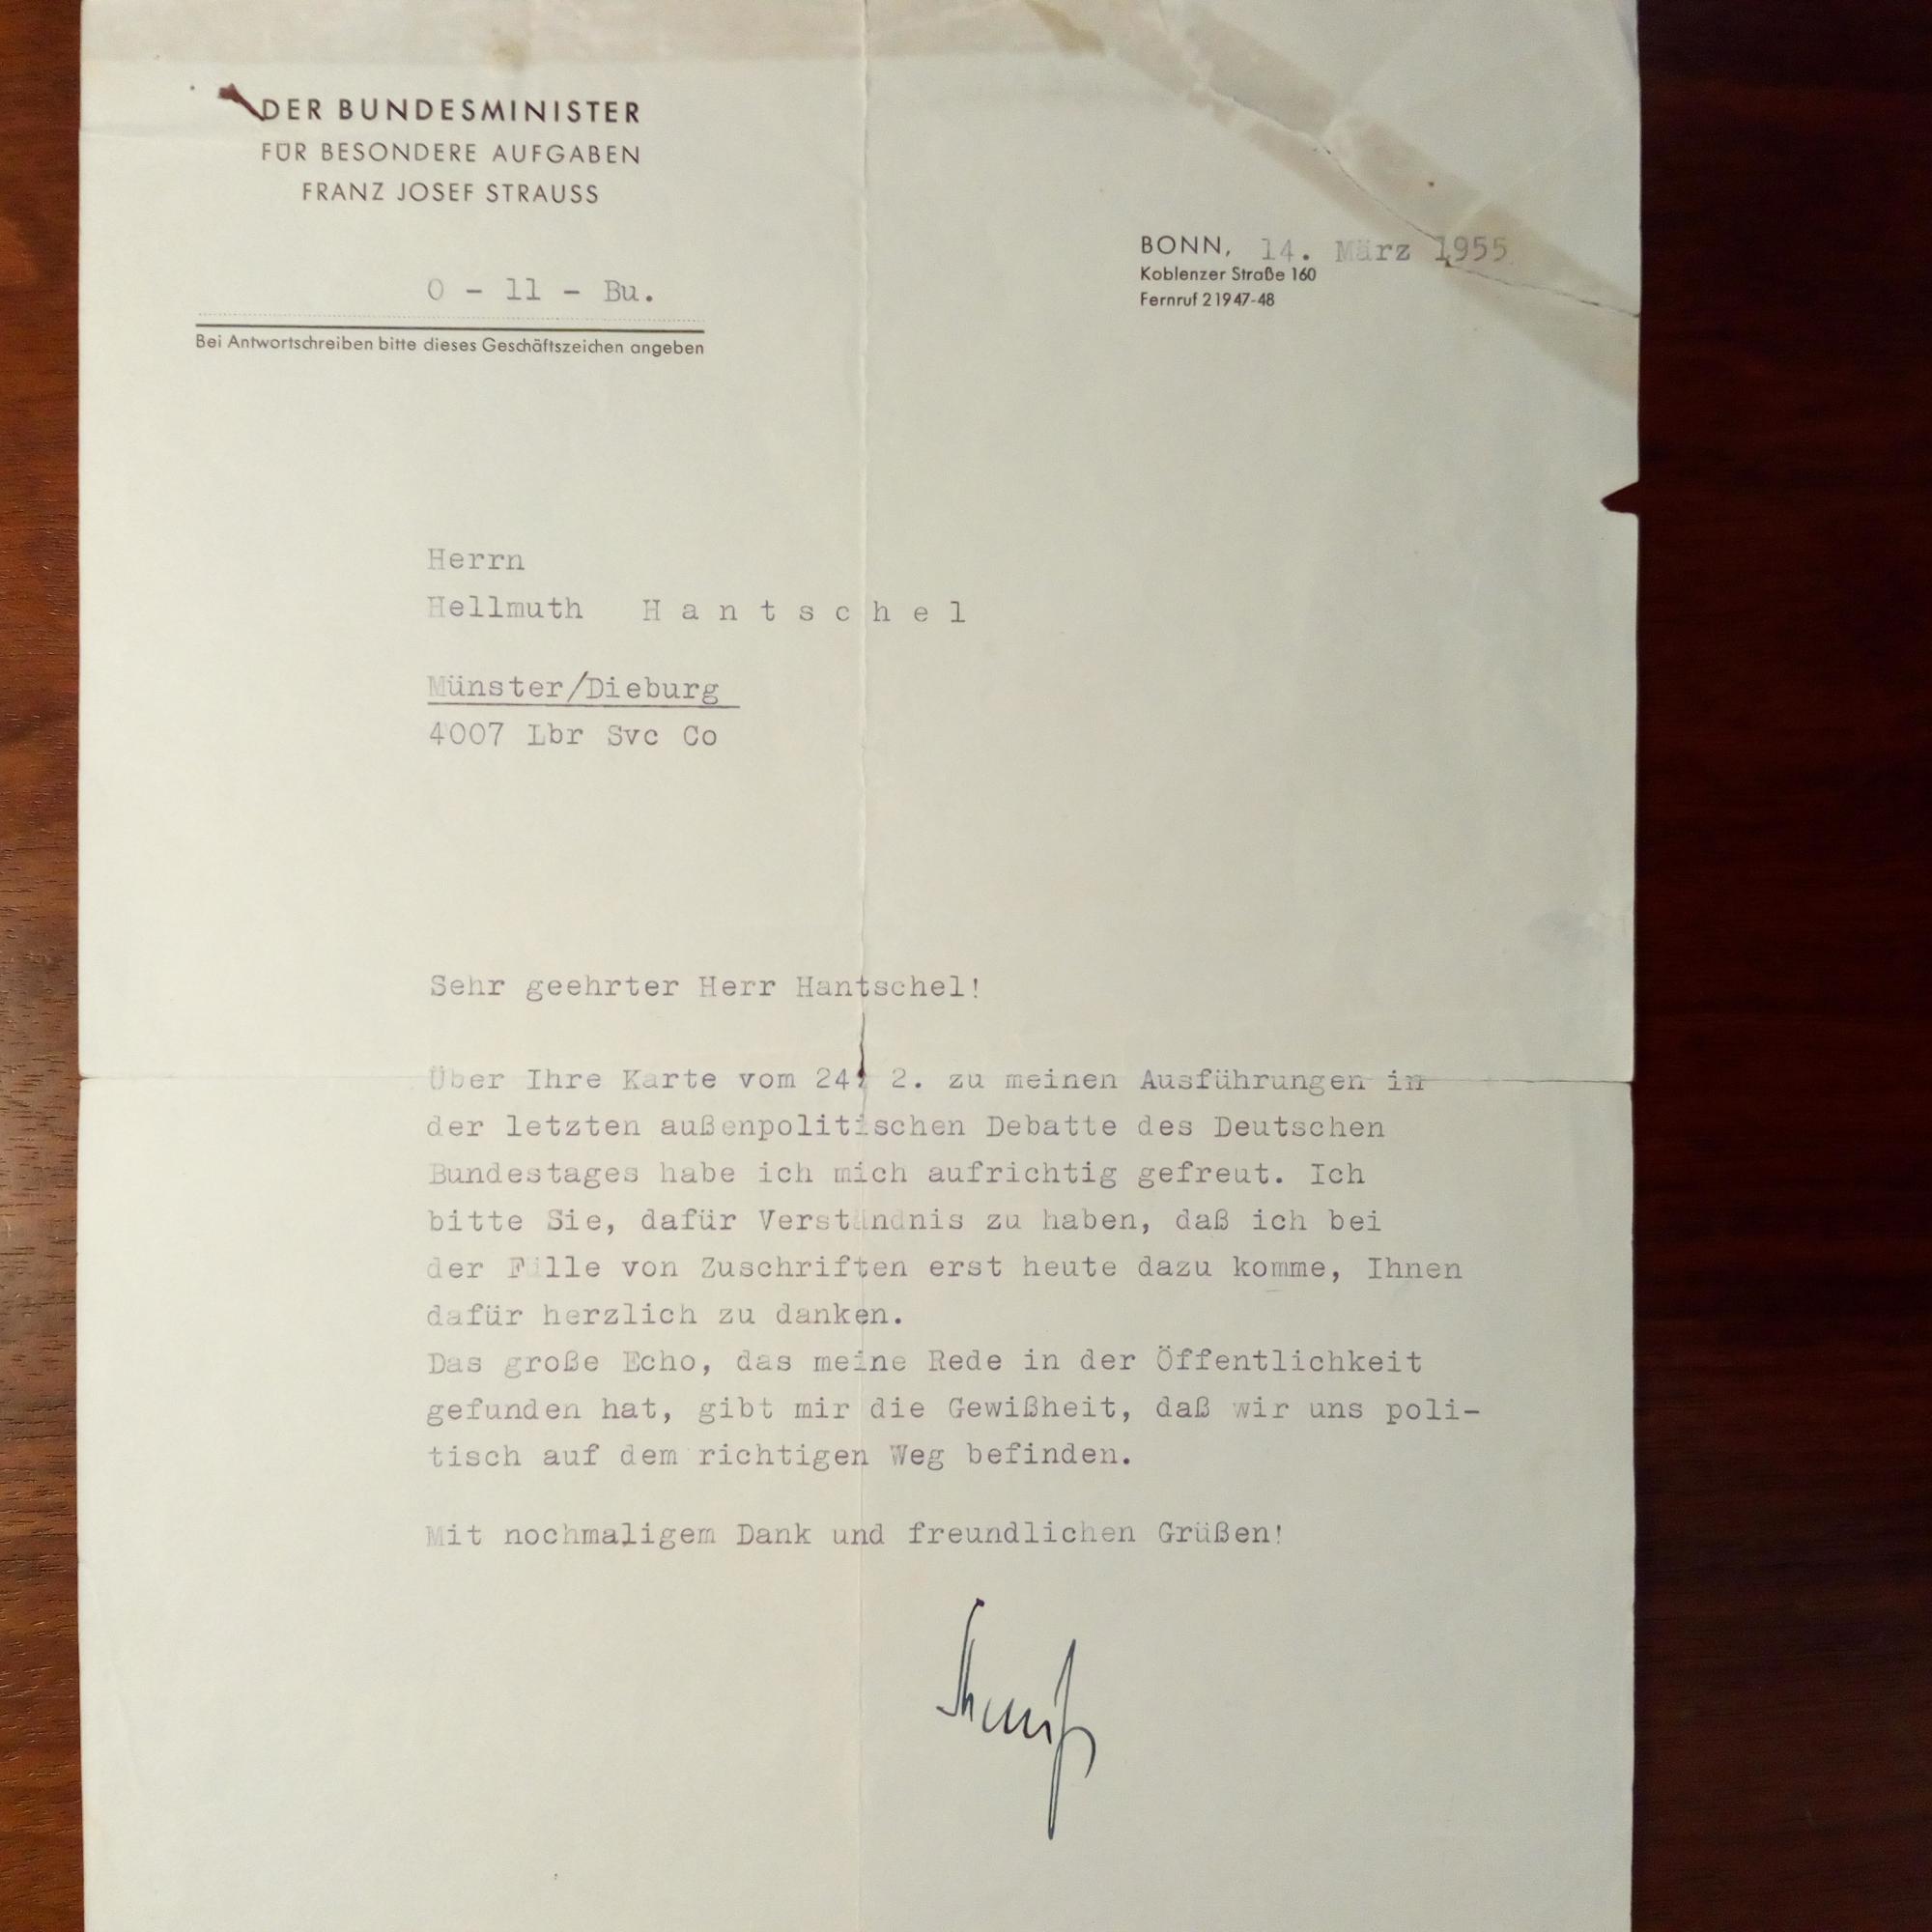 DER BUNDESMINISTER
FÜR BESONDERE AUFGABEN
FRANZ JOSEF STRAUSS
BONN, 14. März 1955
Koblenzer Straße 160
Fernruf 21947-48
0 - 11 - Bu.
Bei Antwortschreiben bitte dieses Geschäftszeichen angeben
Herrn
Hellmuth H a n t s c h e l
Münster/Dieburg
4007 Lbr Svc Co
Sehr geehrter Herr Hantschel!
Über Ihre Karte vom 24. 2. zu meinen Ausführungen in
der letzten außenpolitischen Debatte des Deutschen
Bundestages habe ich mich aufrichtig gefreut. Ich
bitte Sie, dafür Verständnis zu haben, daß ich bei
der Fülle von Zuschriften erst heute dazu komme, Ihnen
dafür herzlich zu danken.
Das große Echo, das meine Rede in der Öffentlichkeit
gefunden hat, gibt mir die Gewißheit, daß wir uns poli-
tisch auf dem richtigen Weg befinden.
Mit nochmaligem Dank und freundlichen Grüßen!
Strauß